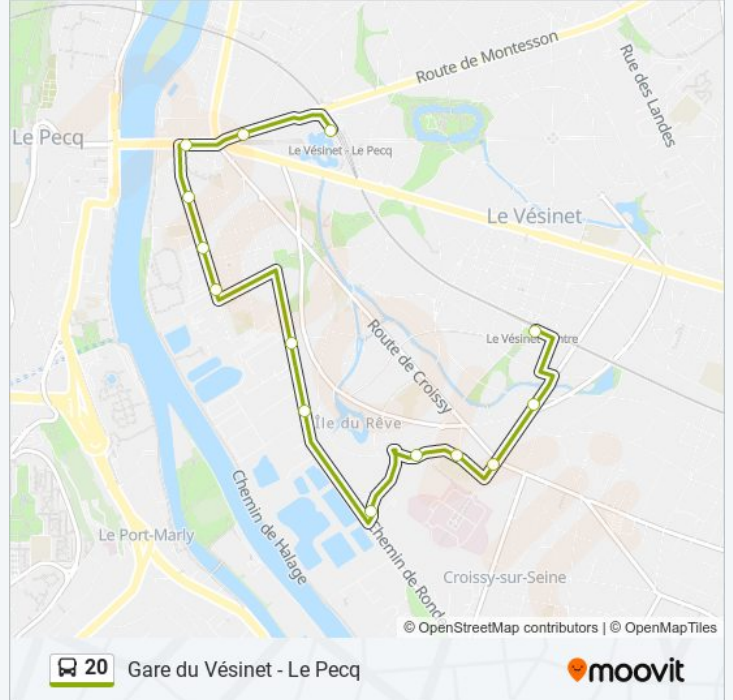 Route de Montesson
Rue des Landes
Le Pecq
Le Vésinet - Le Pecq
Le Vésinet
Le Vésinet
ntre
Route de Croissy
Île du Rêve
Chemin de Halage
Chemin de Ronde
Le Port-Marly
Croissy-sur-Seine
© OpenStreetMap contributors | © OpenMapTiles
20 Gare du Vésinet - Le Pecq
moovit